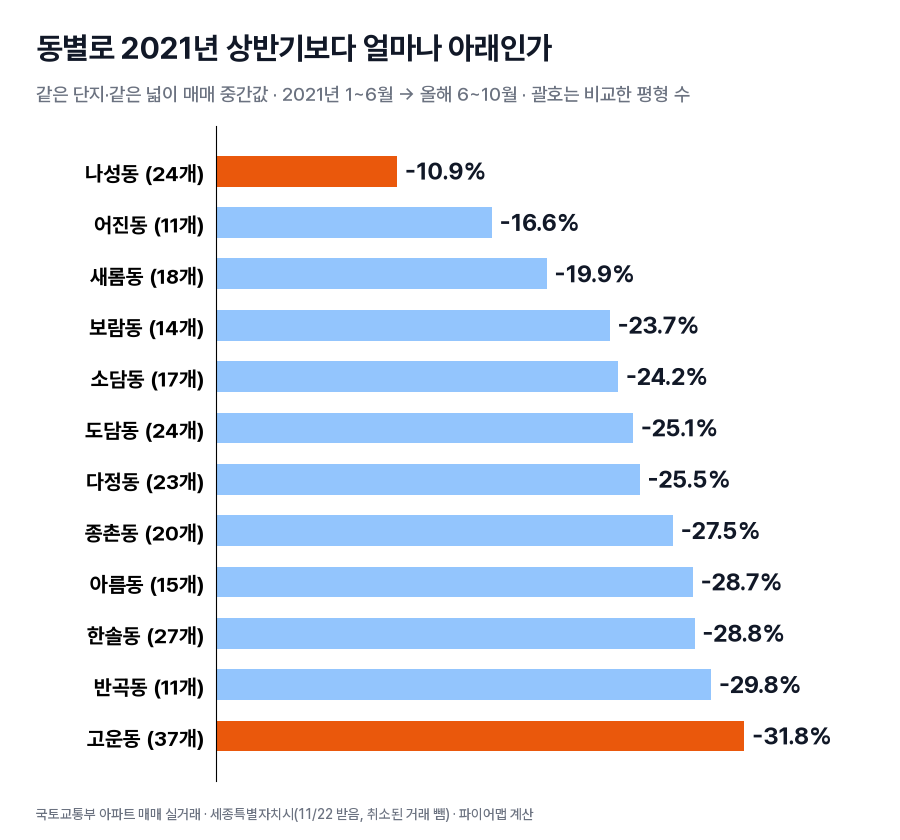 동별로 2021년 상반기보다 얼마나 아래인가
같은 단지·같은 넓이 매매 중간값 · 2021년 1~6월 → 올해 6~10월 · 괄호는 비교한 평형 수
나성동 (24개) -10.9%
어진동 (11개) -16.6%
새롬동 (18개) -19.9%
보람동 (14개) -23.7%
소담동 (17개) -24.2%
도담동 (24개) -25.1%
다정동 (23개) -25.5%
종촌동 (20개) -27.5%
아름동 (15개) -28.7%
한솔동 (27개) -28.8%
반곡동 (11개) -29.8%
고운동 (37개) -31.8%
국토교통부 아파트 매매 실거래 · 세종특별자치시(11/22 받음, 취소된 거래 뺌) · 파이어맵 계산